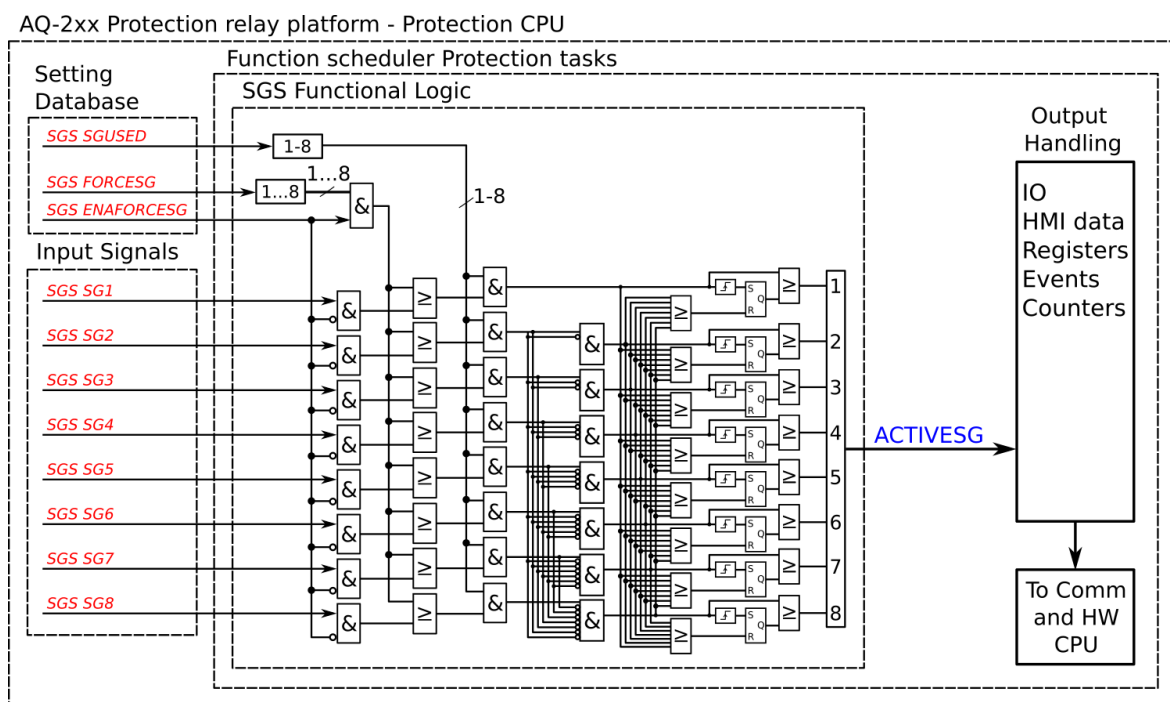 AQ-2xx Protection relay platform - Protection CPU
Function scheduler Protection tasks
Setting
Database
SGS Functional Logic
SGS SGUSED
1-8
SGS FORCESG
1...8
1...8
&
1-8
SGS ENAFORCESG
Input Signals
SGS SG1
SGS SG2
SGS SG3
SGS SG4
SGS SG5
SGS SG6
SGS SG7
SGS SG8
& & & & & & & &
≥ ≥ ≥ ≥ ≥ ≥ ≥ ≥
& & & & & & & &
& & & & & & &
≥ ≥ ≥ ≥ ≥ ≥ ≥ ≥
S Q R
S Q R
S Q R
S Q R
S Q R
S Q R
S Q R
S Q R
≥ ≥ ≥ ≥ ≥ ≥ ≥ ≥
1
2
3
4
5
6
7
8
ACTIVESG
Output
Handling
IO
HMI data
Registers
Events
Counters
To Comm
and HW
CPU